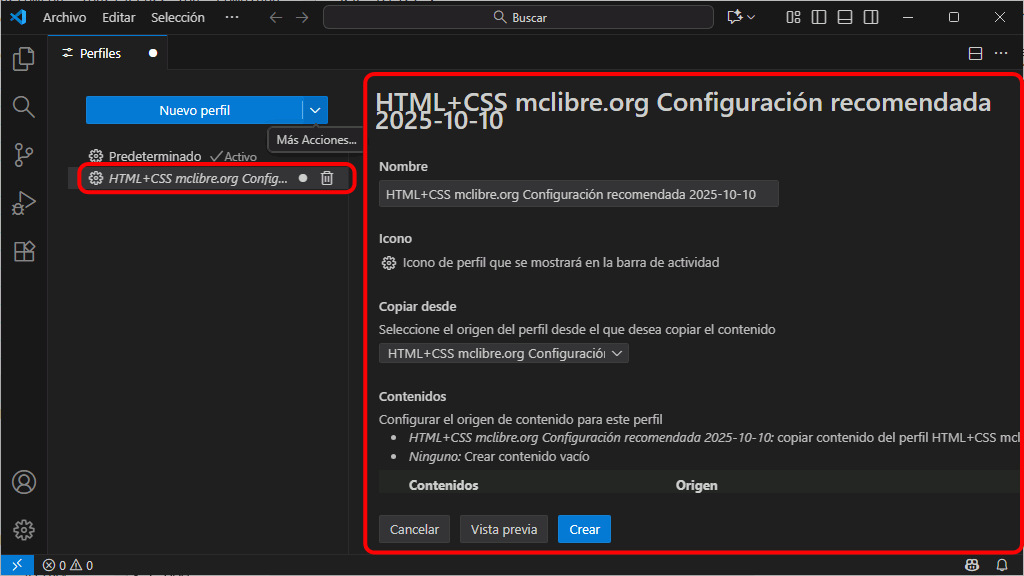 Archivo Editar Selección ··· Buscar
Perfiles
Nuevo perfil
Más Acciones...
Predeterminado Activo
HTML+CSS mclibre.org Config...
HTML+CSS mclibre.org Configuración recomendada
2025-10-10
Nombre
HTML+CSS mclibre.org Configuración recomendada 2025-10-10
Icono
Icono de perfil que se mostrará en la barra de actividad
Copiar desde
Seleccione el origen del perfil desde el que desea copiar el contenido
HTML+CSS mclibre.org Configuración
Contenidos
Configurar el origen de contenido para este perfil
• HTML+CSS mclibre.org Configuración recomendada 2025-10-10: copiar contenido del perfil HTML+CSS mcl
• Ninguno: Crear contenido vacío
Contenidos Origen
Cancelar Vista previa Crear
0 0